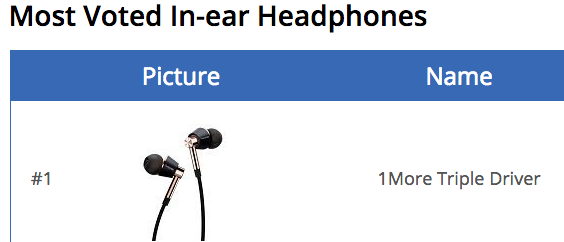 Most Voted In-ear Headphones
Picture Name
#1 1More Triple Driver